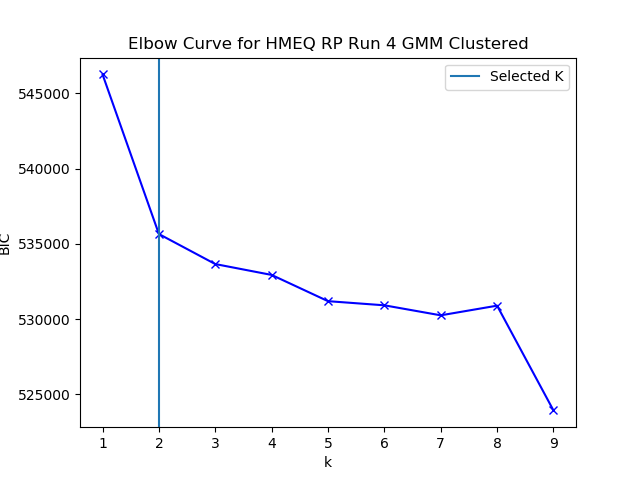 Elbow Curve for HMEQ RP Run 4 GMM Clustered
Selected K
BIC
545000
540000
535000
530000
525000
1 2 3 4 5 6 7 8 9
k